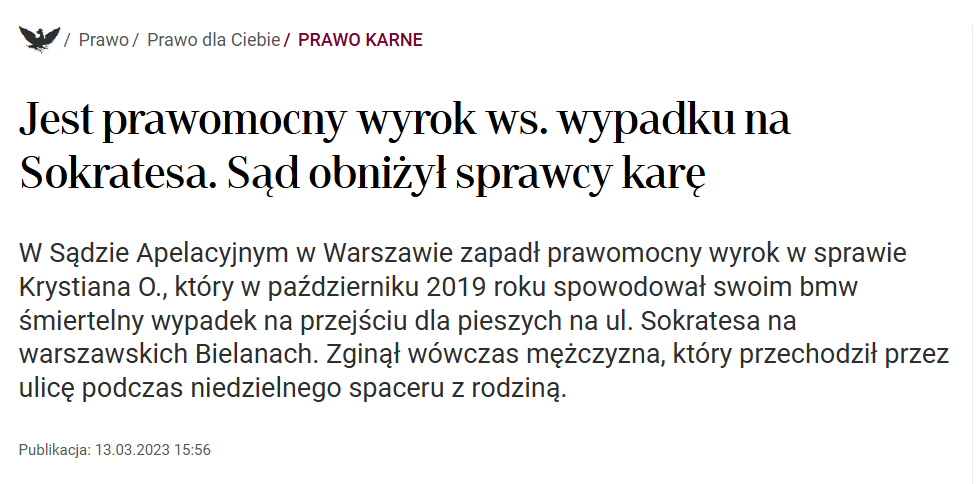 / Prawo / Prawo dla Ciebie / PRAWO KARNE
Jest prawomocny wyrok ws. wypadku na
Sokratesa. Sąd obniżył sprawcy karę
W Sądzie Apelacyjnym w Warszawie zapadł prawomocny wyrok w sprawie
Krystiana O., który w październiku 2019 roku spowodował swoim bmw
śmiertelny wypadek na przejściu dla pieszych na ul. Sokratesa na
warszawskich Bielanach. Zginął wówczas mężczyzna, który przechodził przez
ulicę podczas niedzielnego spaceru z rodziną.
Publikacja: 13.03.2023 15:56